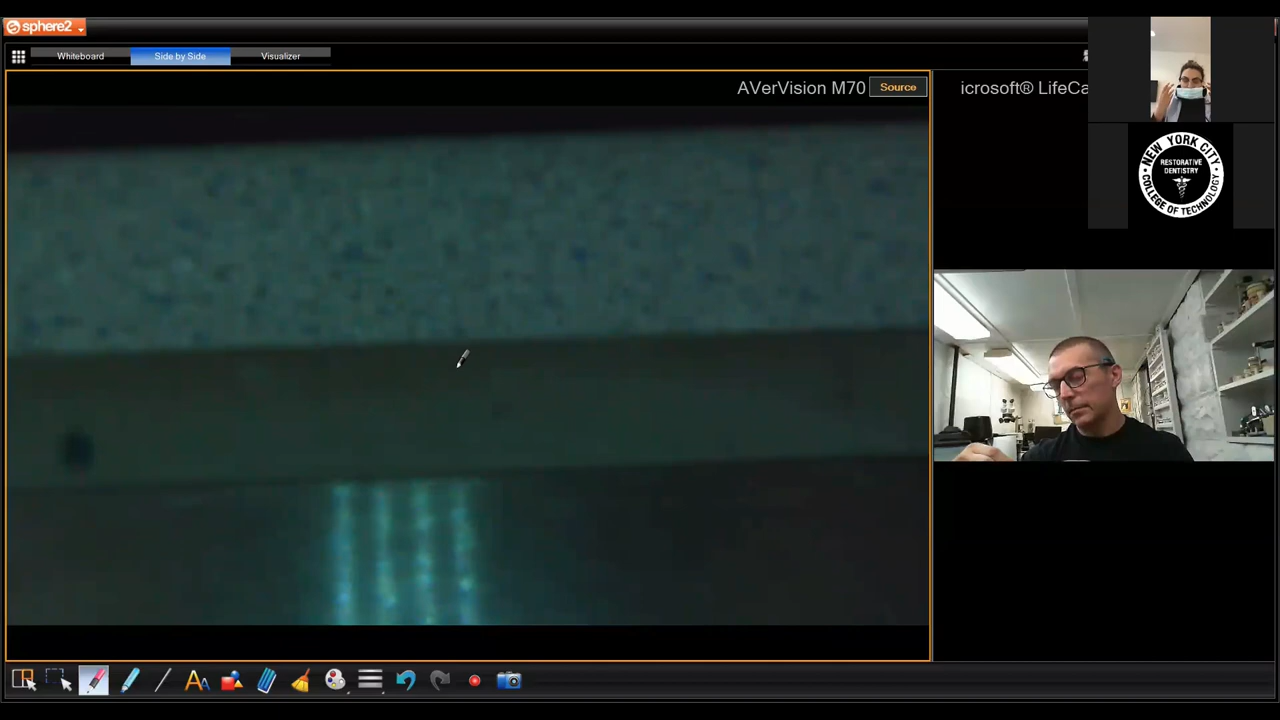 sphere2
Whiteboard
Side by Side
Visualizer
AVerVision M70
Source
icrosoft® LifeCa
NEW YORK CITY
RESTORATIVE
DENTISTRY
COLLEGE OF TECHNOLOGY